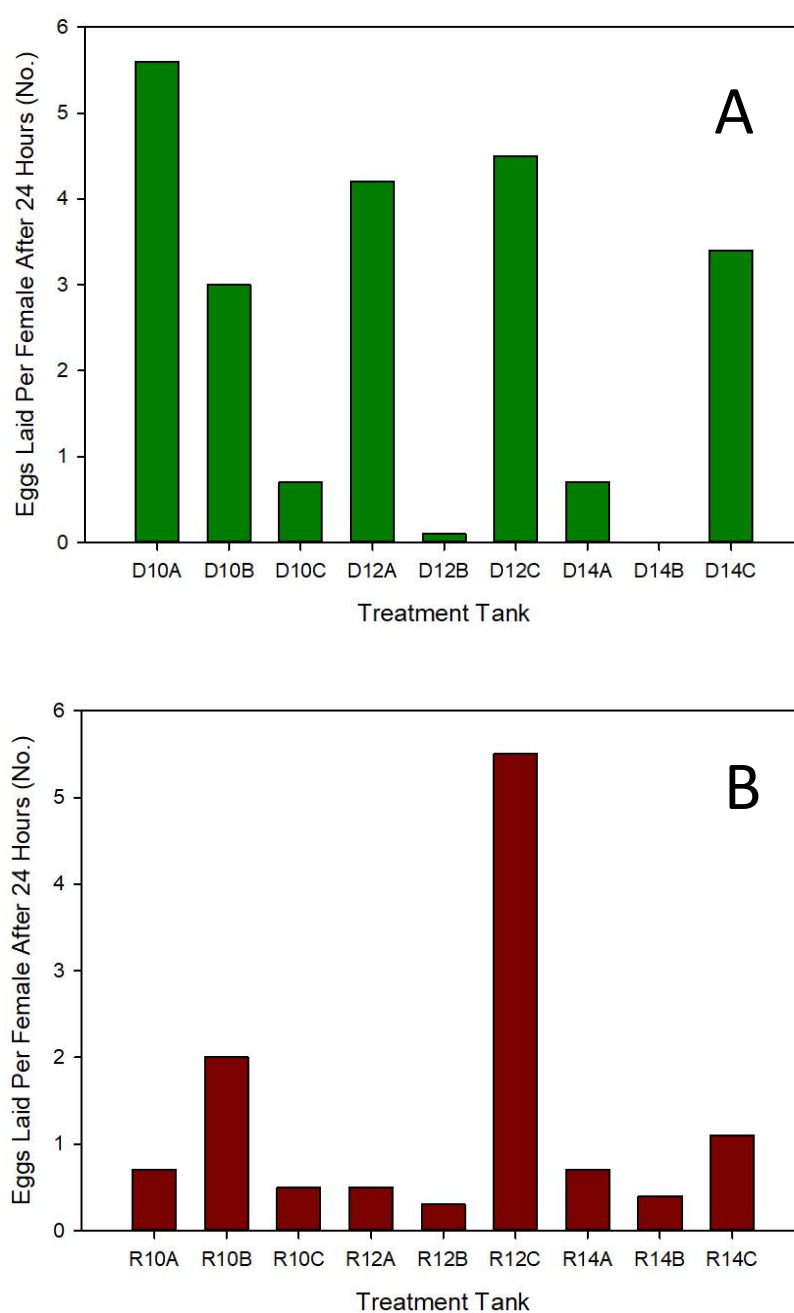 6
A
5
4
3
2
1
0
Eggs Laid Per Female After 24 Hours (No.)
D10A D10B D10C D12A D12B D12C D14A D14B D14C
Treatment Tank
6
B
5
4
3
2
1
0
Eggs Laid Per Female After 24 Hours (No.)
R10A R10B R10C R12A R12B R12C R14A R14B R14C
Treatment Tank